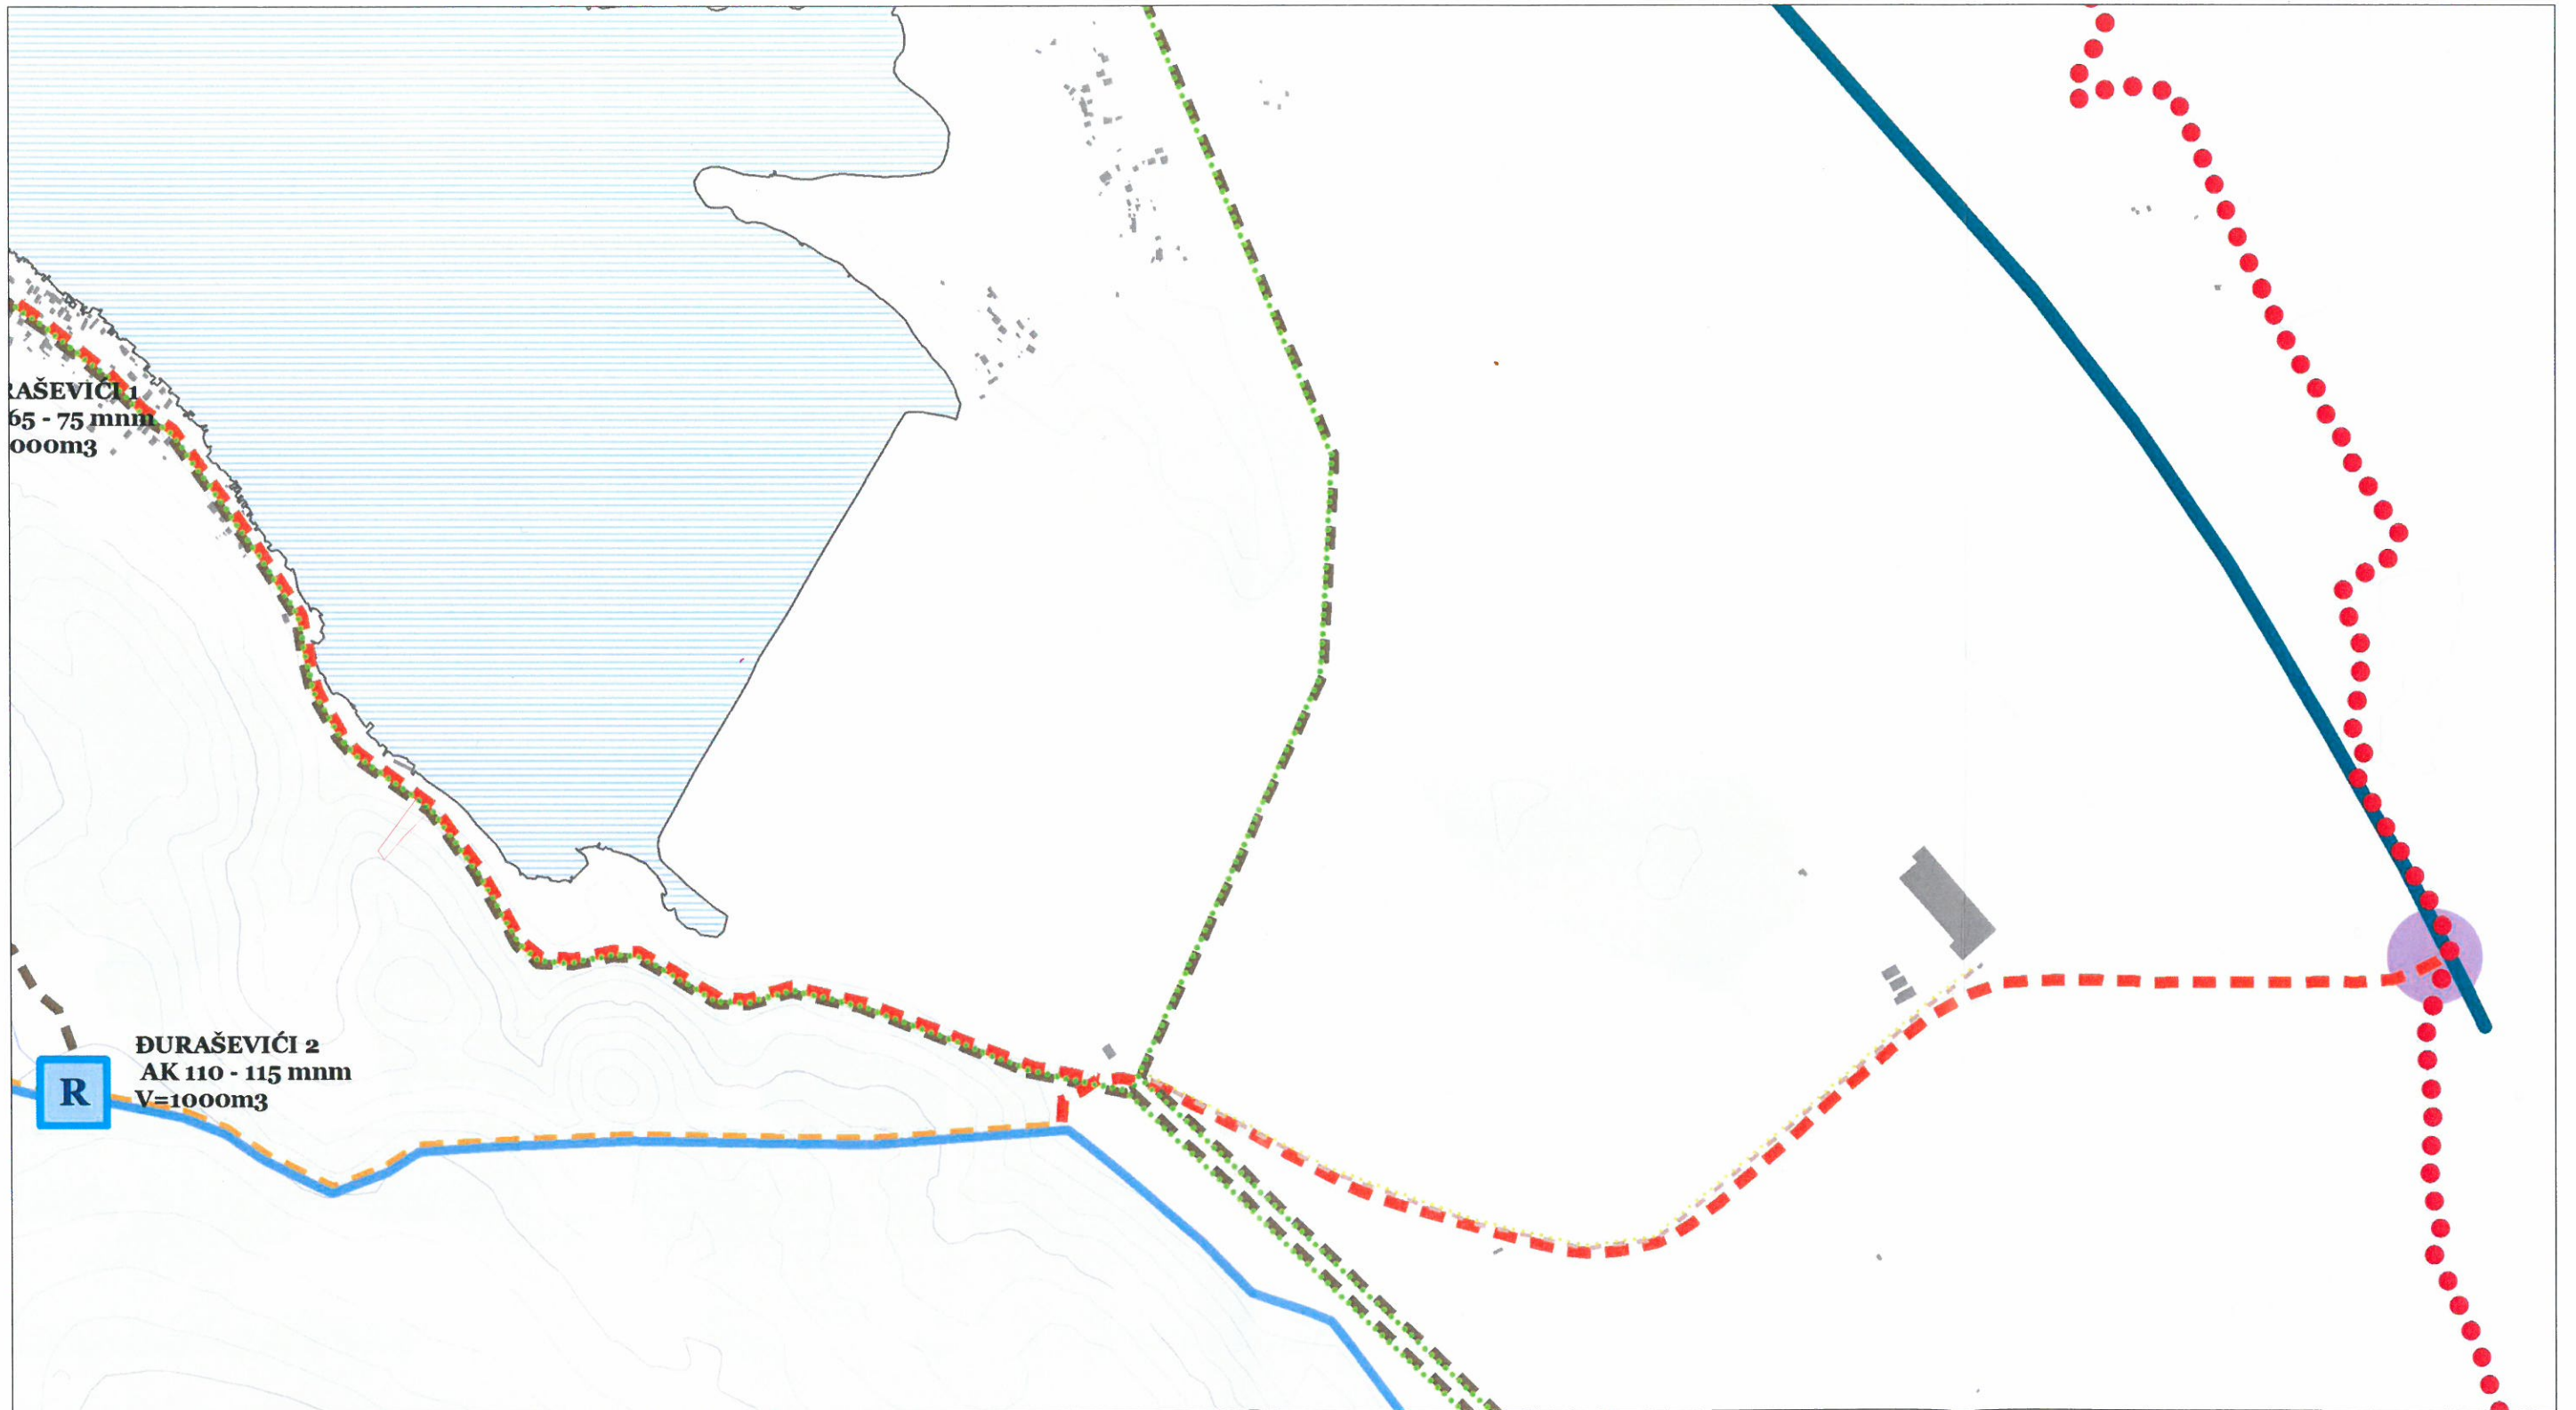 RAŠEVIĆI 1
65 - 75 mnm
000m3
ĐURAŠEVIĆI 2
AK 110 - 115 mnm
V=1000m3
R